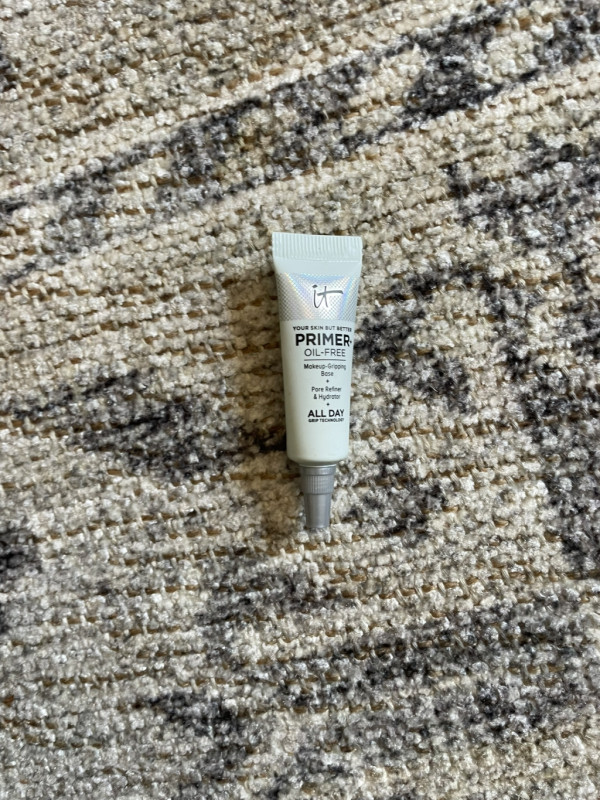 it
YOUR SKIN BUT BETTER
PRIMER+
OIL-FREE
Makeup-Gripping
Base
+
Pore Refiner
& Hydrator
+
ALL DAY
GRIP TECHNOLOGY